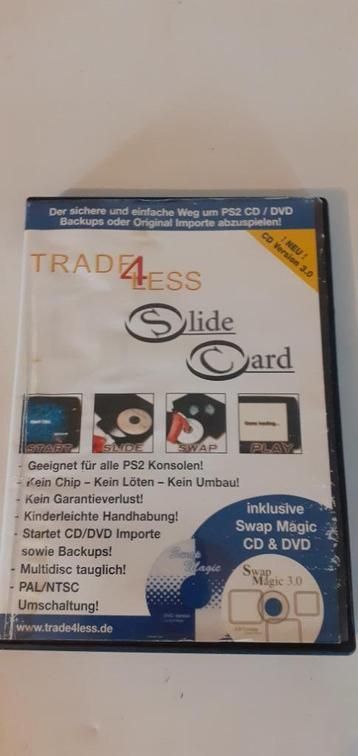 Der sichere und einfache Weg um PS2 CD / DVD
Backups oder Original Importe abzuspielen!
! NEU !
CD Version 3.0
TRADE4LESS
Slide
Card
START
SLIDE
SWAP
PLAY
- Geeignet für alle PS2 Konsolen!
- Kein Chip – Kein Löten – Kein Umbau!
- Kein Garantieverlust!
- Kinderleichte Handhabung!
- Startet CD/DVD Importe
sowie Backups!
- Multidisc tauglich!
- PAL/NTSC
Umschaltung!
inklusive
Swap Magic
CD & DVD
Swap
Magic
Swap
Magic 3.0
www.trade4less.de